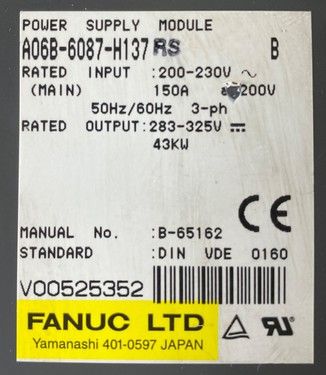 POWER SUPPLY MODULE
A06B-6087-H137 RS B
RATED INPUT :200-230V ~
(MAIN) 150A at200V
50Hz/60Hz 3-ph
RATED OUTPUT:283-325V ⎓
43KW
MANUAL No. :B-65162
STANDARD :DIN VDE 0160
CE
V00525352
FANUC LTD
Yamanashi 401-0597 JAPAN